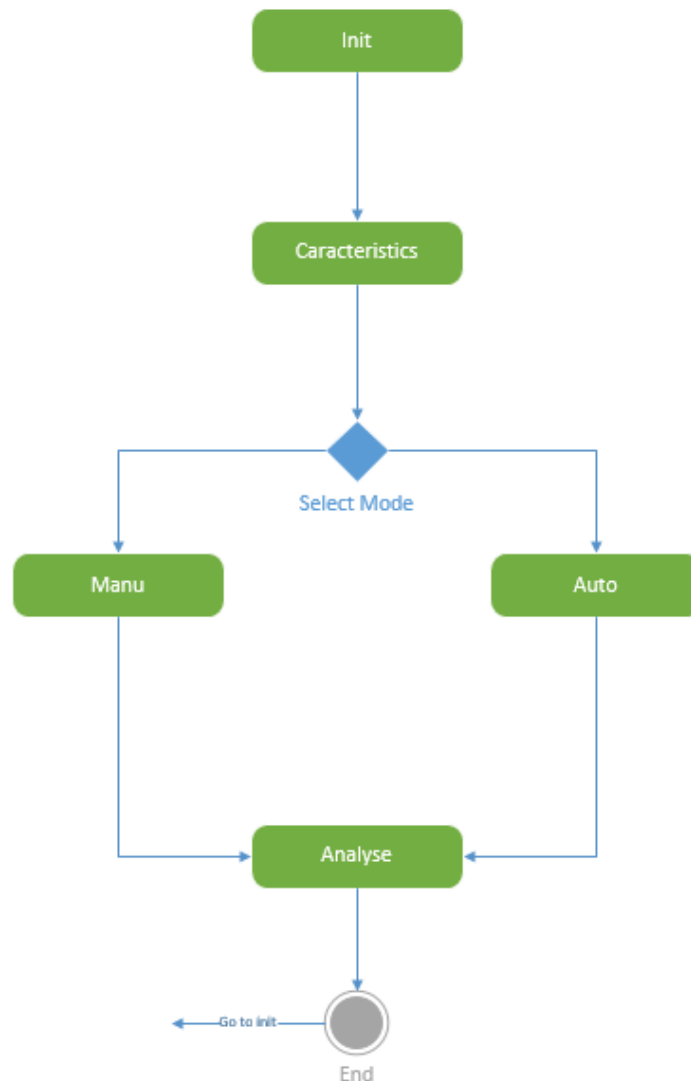 Init
Caracteristics
Select Mode
Manu
Auto
Analyse
Go to init
End